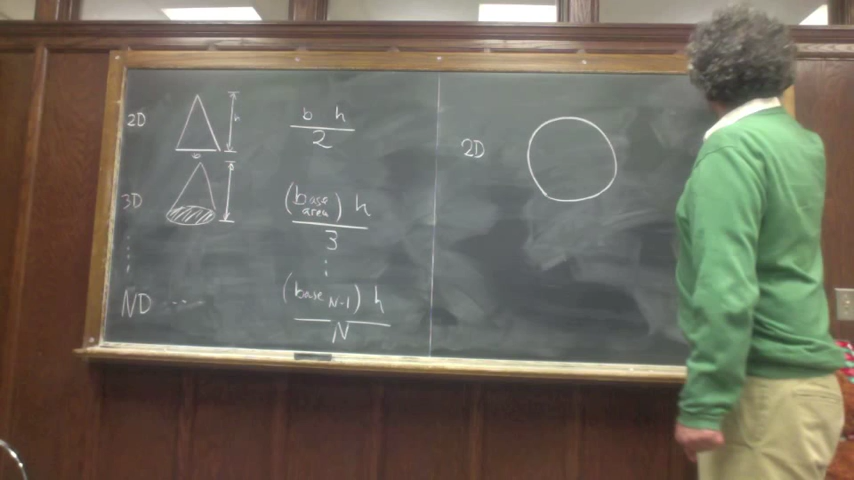 2D
b h
2
h
b
3D
(base area) h
3
ND ...
(base N-1) h
N
2D